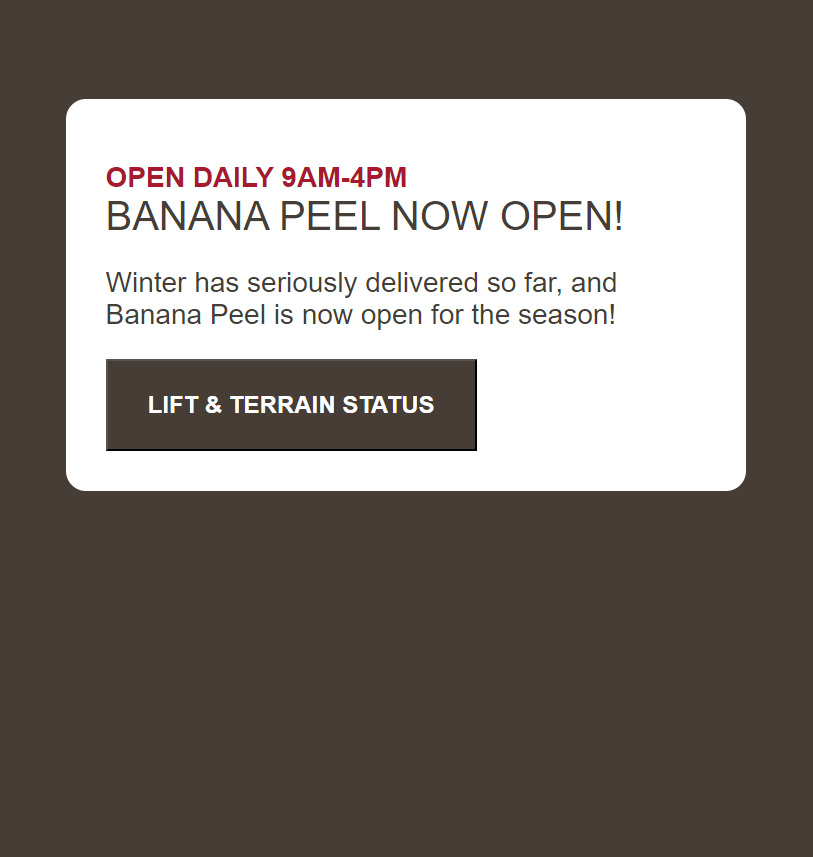 OPEN DAILY 9AM-4PM
BANANA PEEL NOW OPEN!
Winter has seriously delivered so far, and
Banana Peel is now open for the season!
LIFT & TERRAIN STATUS